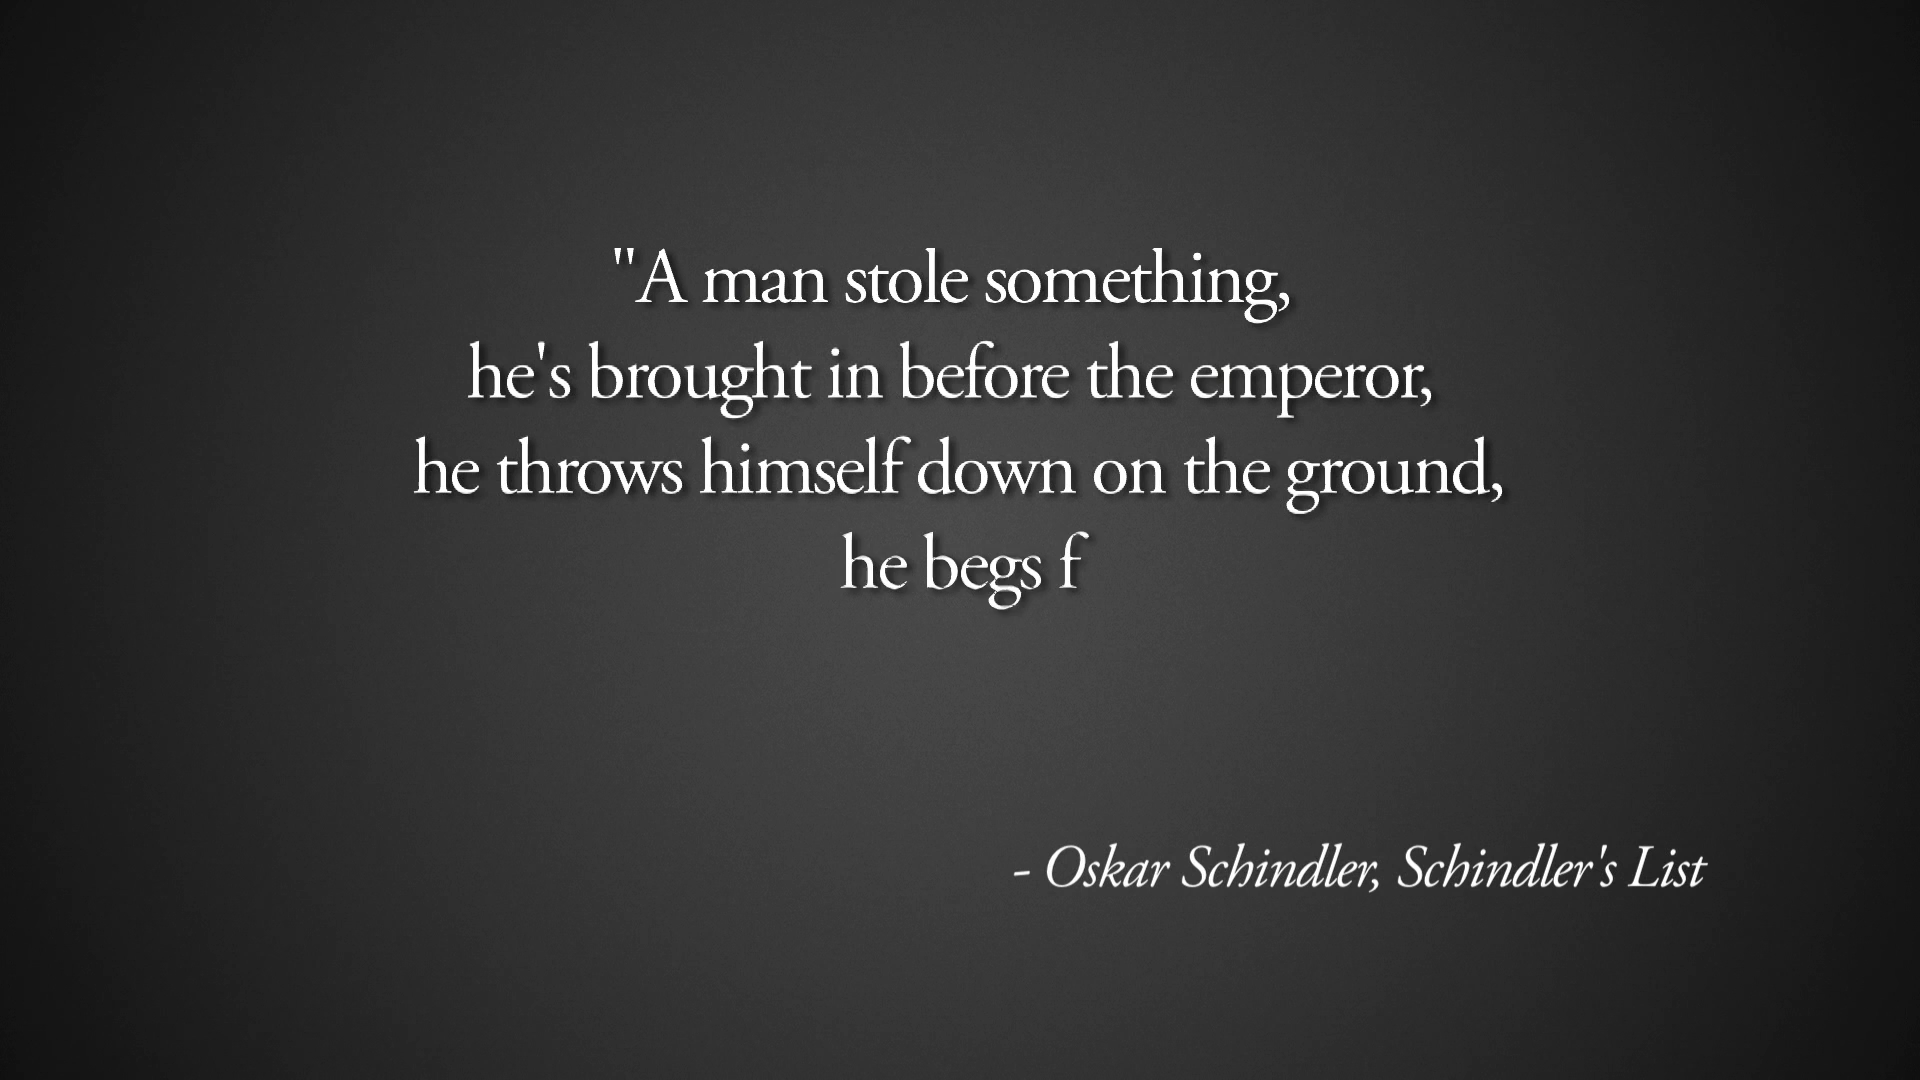 "A man stole something,
he's brought in before the emperor,
he throws himself down on the ground,
he begs f
- Oskar Schindler, Schindler's List